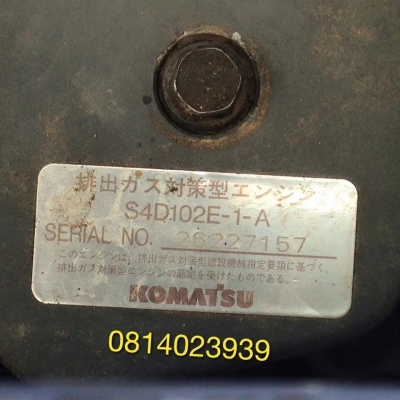 排出ガス対策型エンジン
S4D102E-1-A
SERIAL NO. 26227157
このエンジンは、排出ガス対策型建設機械指定要領に基づく
排出ガス対策型エンジンの認定を受けたものである。
KOMATSU
0814023939